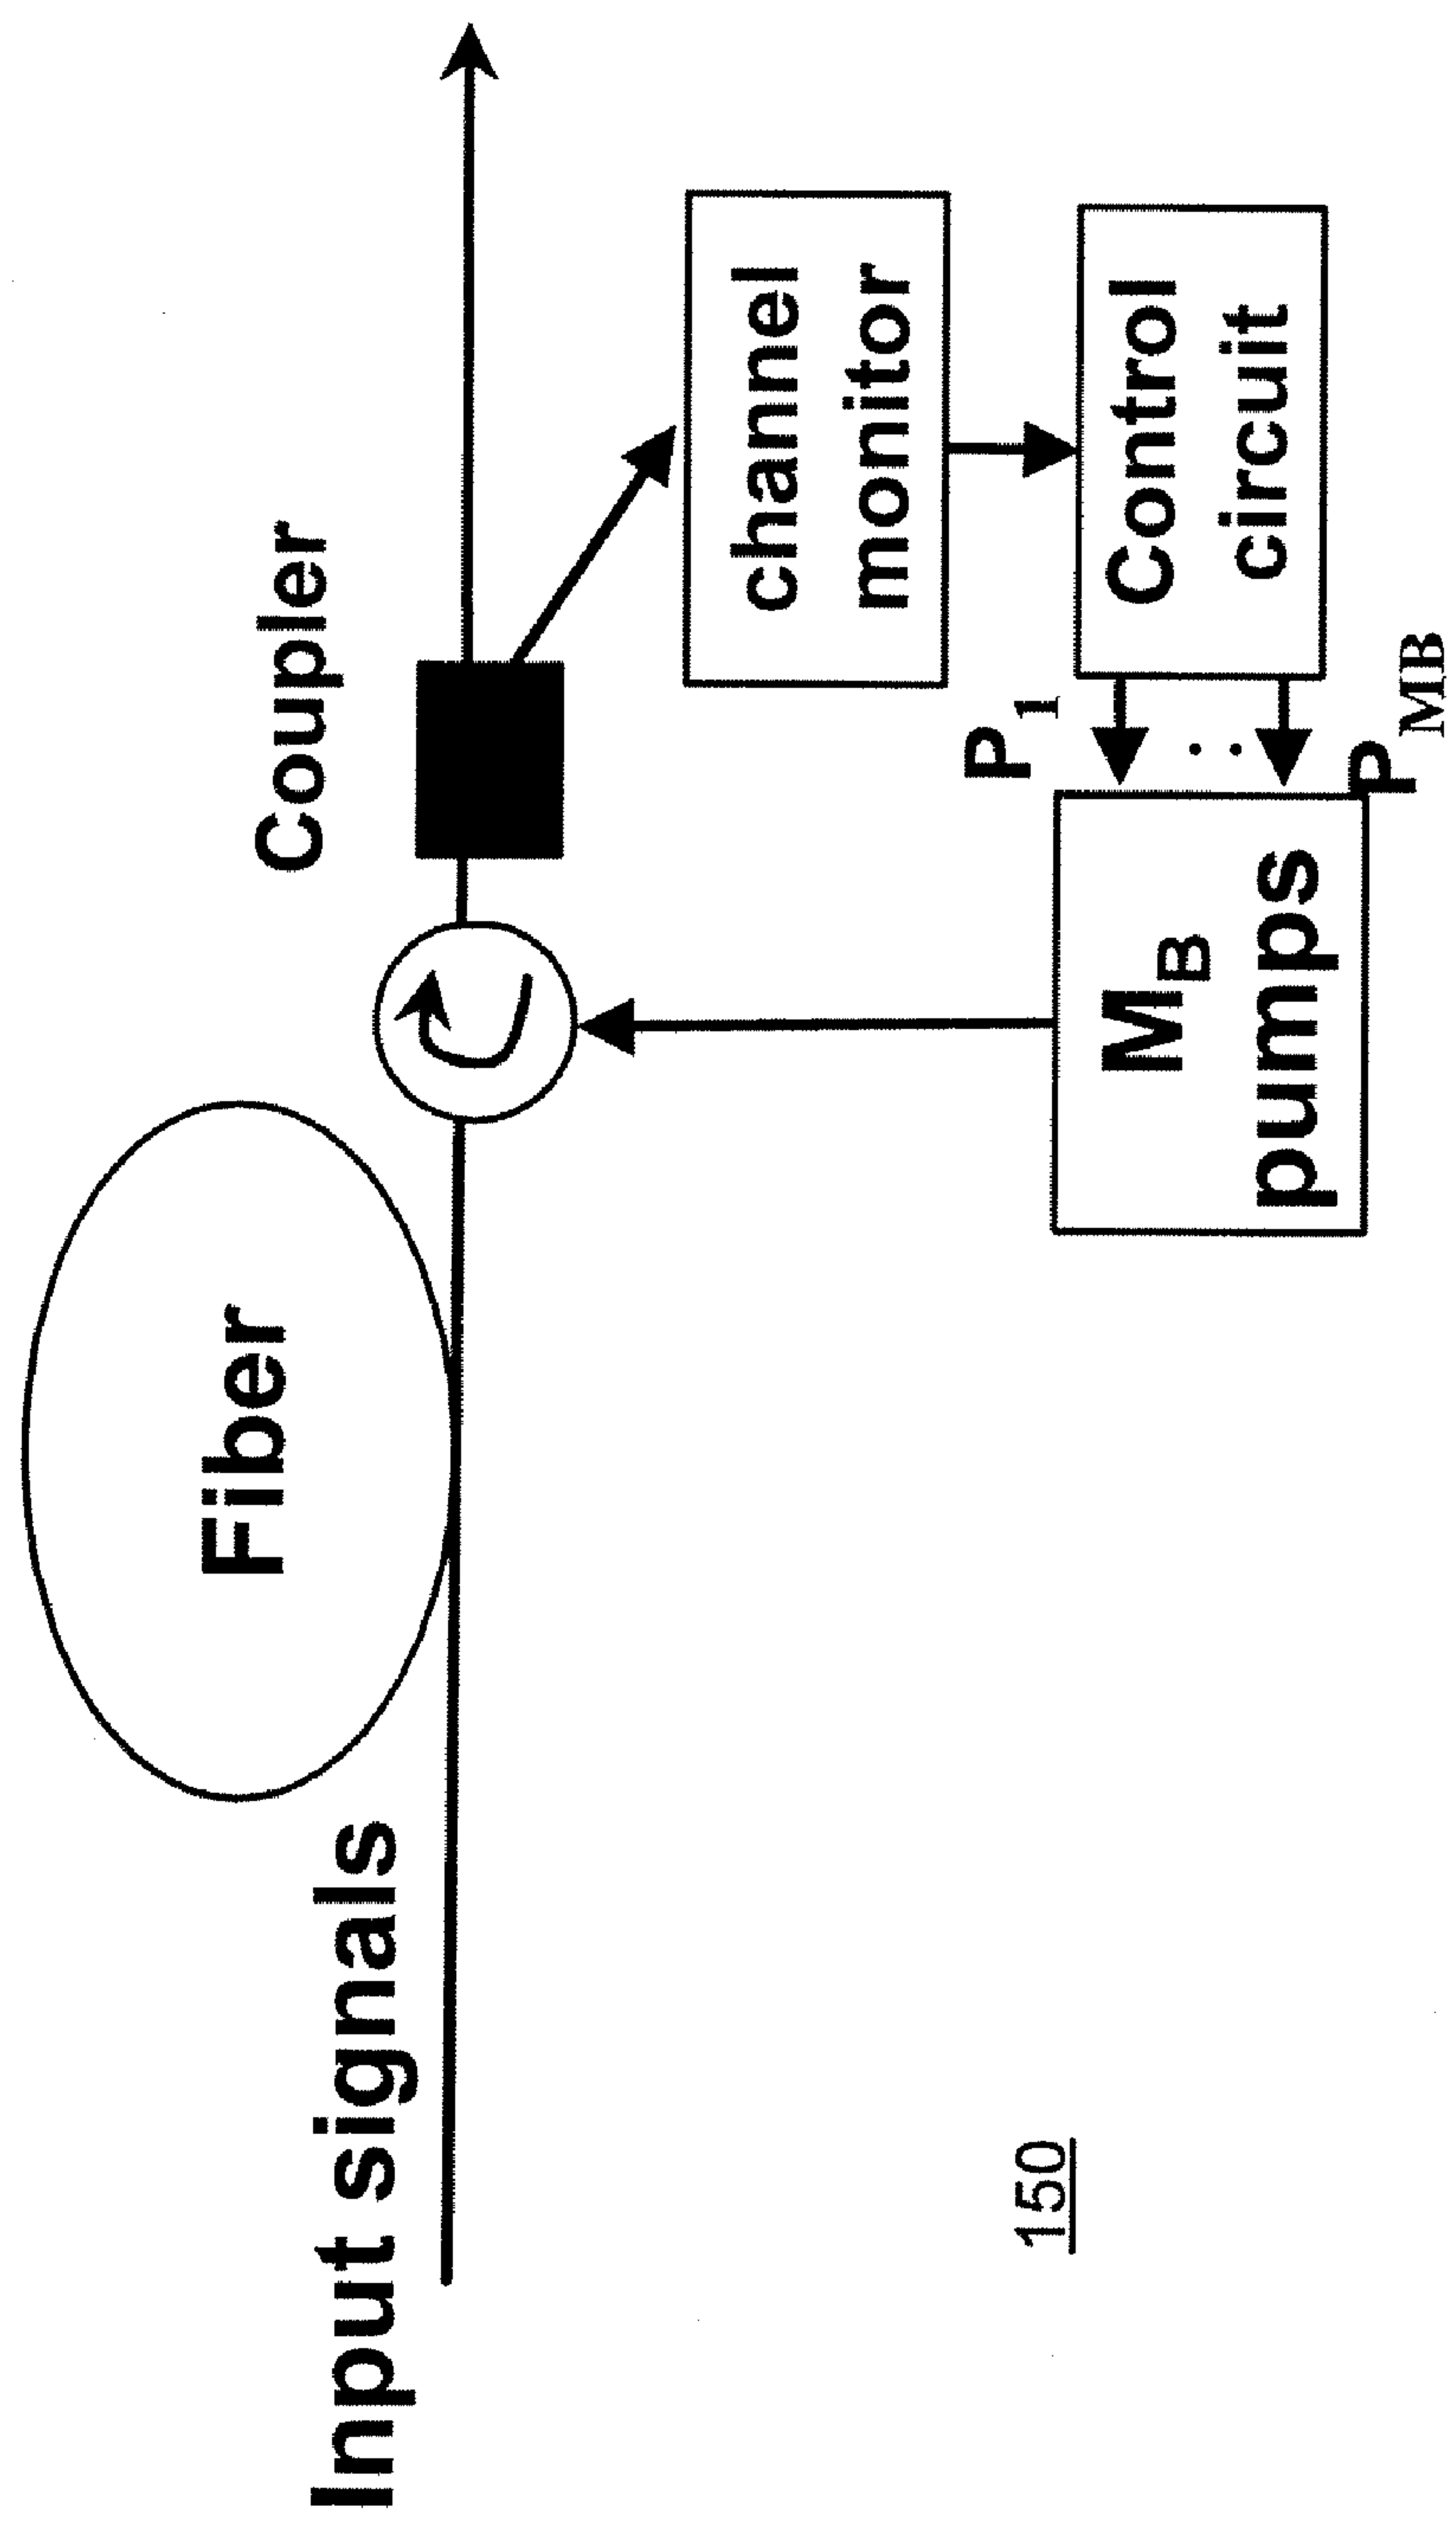 Input signals
Fiber
Coupler
channel
monitor
Control
circuit
P1
PMB
MB
pumps
150